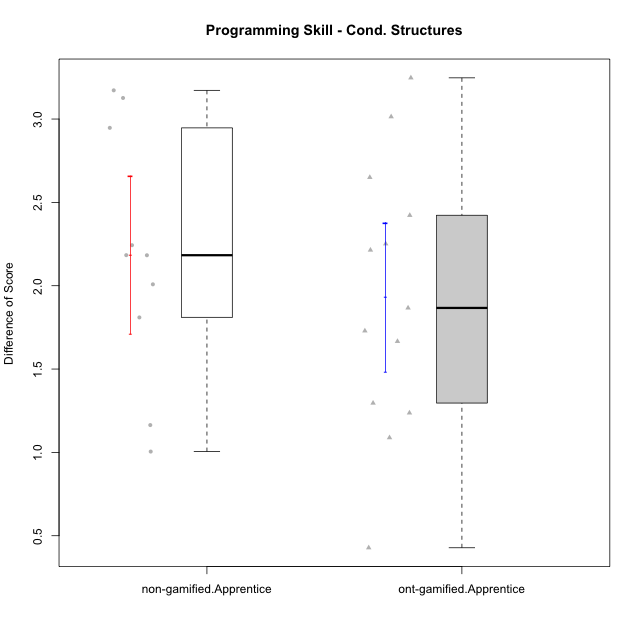 Programming Skill - Cond. Structures
Difference of Score
3.0
2.5
2.0
1.5
1.0
0.5
non-gamified.Apprentice
ont-gamified.Apprentice